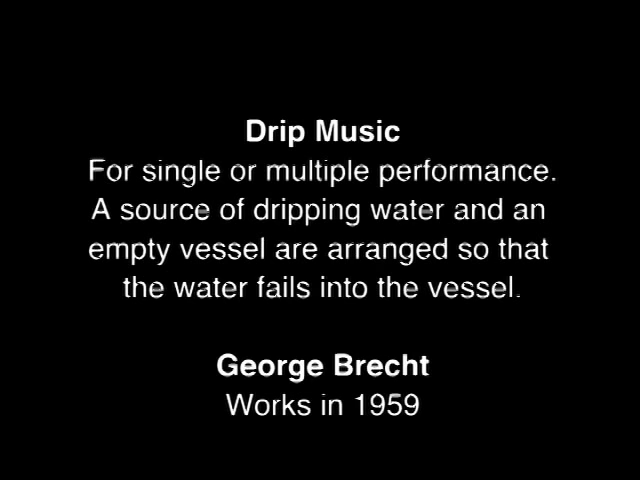 Drip Music
For single or multiple performance.
A source of dripping water and an
empty vessel are arranged so that
the water fails into the vessel.
George Brecht
Works in 1959